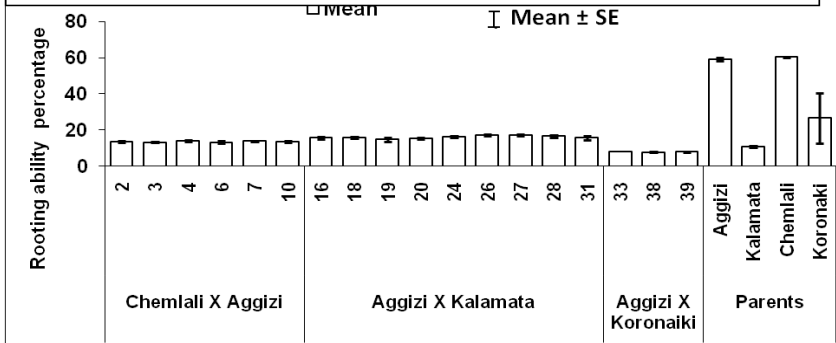 Mean
Mean ± SE
Rooting ability percentage
80
60
40
20
0
2 3 4 6 7 10 16 18 19 20 24 26 27 28 31 33 38 39 Aggizi Kalamata Chemlali Koronaki
Chemlali X Aggizi
Aggizi X Kalamata
Aggizi X
Koronaiki
Parents